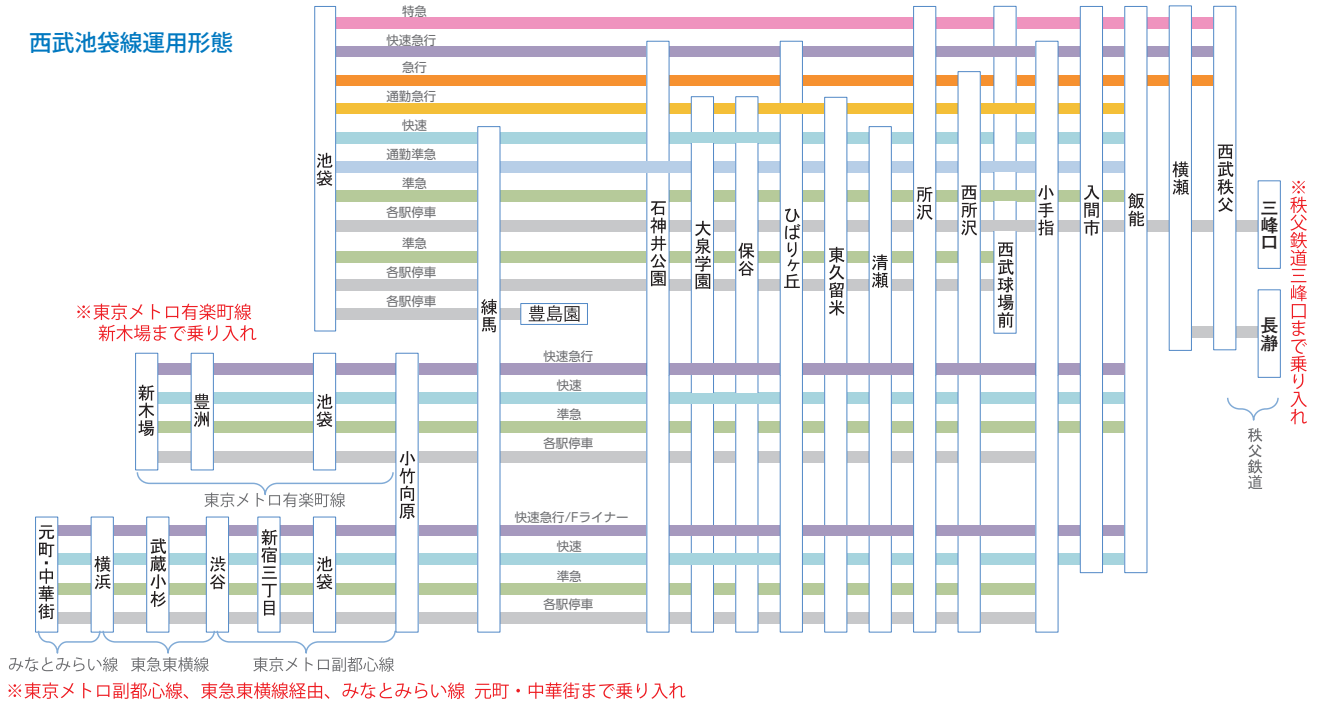 西武池袋線運用形態
特急
快速急行
急行
通勤急行
快速
通勤準急
準急
各駅停車
準急
各駅停車
各駅停車
池袋
練馬
豊島園
石神井公園
大泉学園
保谷
ひばりヶ丘
東久留米
清瀬
所沢
西所沢
西武球場前
小手指
入間市
飯能
横瀬
西武秩父
三峰口
長瀞
※秩父鉄道三峰口まで乗り入れ
秩父鉄道
※東京メトロ有楽町線
新木場まで乗り入れ
快速急行
快速
準急
各駅停車
新木場
豊洲
池袋
小竹向原
東京メトロ有楽町線
快速急行/Fライナー
快速
準急
各駅停車
元町・中華街
横浜
武蔵小杉
渋谷
新宿三丁目
池袋
みなとみらい線
東急東横線
東京メトロ副都心線
※東京メトロ副都心線、東急東横線経由、みなとみらい線 元町・中華街まで乗り入れ